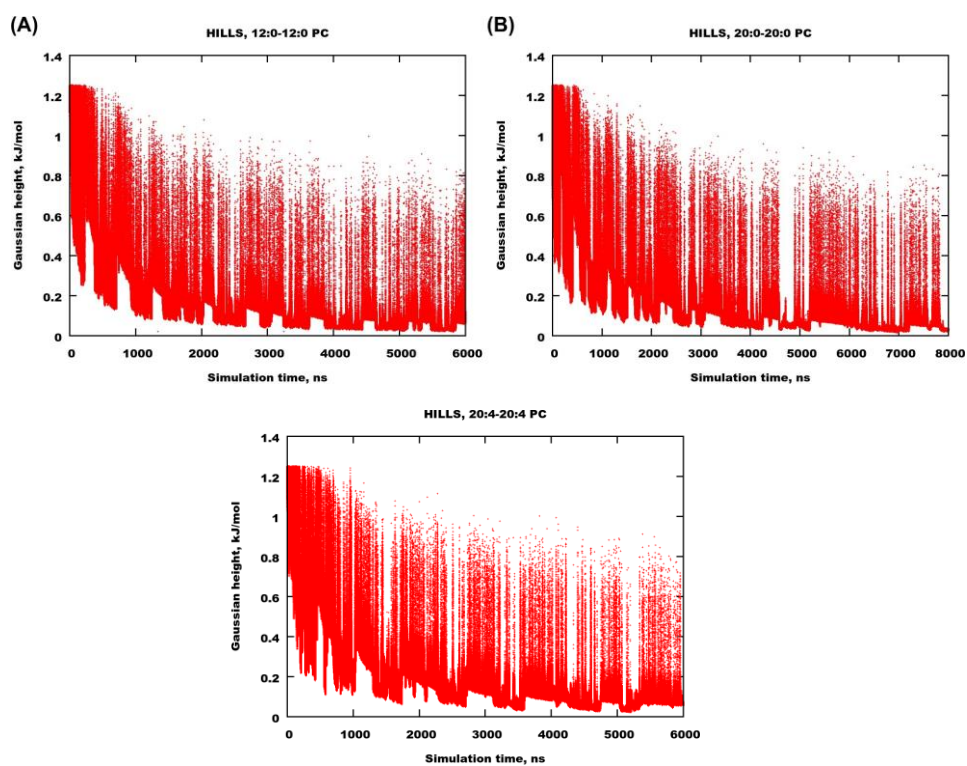 (A)
HILLS, 12:0-12:0 PC
1.4
1.2
1
0.8
0.6
0.4
0.2
0
Gaussian height, kJ/mol
0 1000 2000 3000 4000 5000 6000
Simulation time, ns
(B)
HILLS, 20:0-20:0 PC
1.4
1.2
1
0.8
0.6
0.4
0.2
0
Gaussian height, kJ/mol
0 1000 2000 3000 4000 5000 6000 7000 8000
Simulation time, ns
HILLS, 20:4-20:4 PC
1.4
1.2
1
0.8
0.6
0.4
0.2
0
Gaussian height, kJ/mol
0 1000 2000 3000 4000 5000 6000
Simulation time, ns